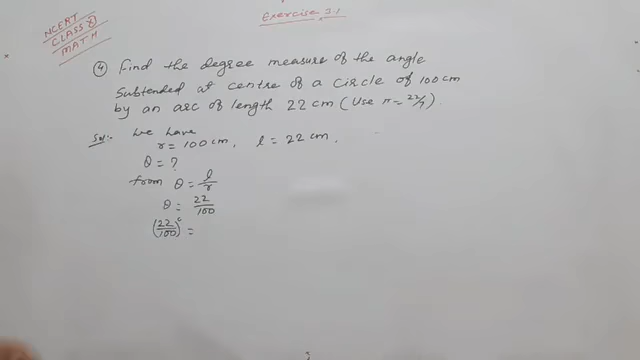 Exercise 3.1
NCERT
CLASS XI
MATH
④ Find the degree measure of the angle
subtended at centre of a circle of 100 cm
by an arc of length 22 cm (Use π = 22/7).
Sol:- We have
r = 100 cm, l = 22 cm,
θ = ?
from θ = l/r
θ = 22/100
(22/100)ᶜ =